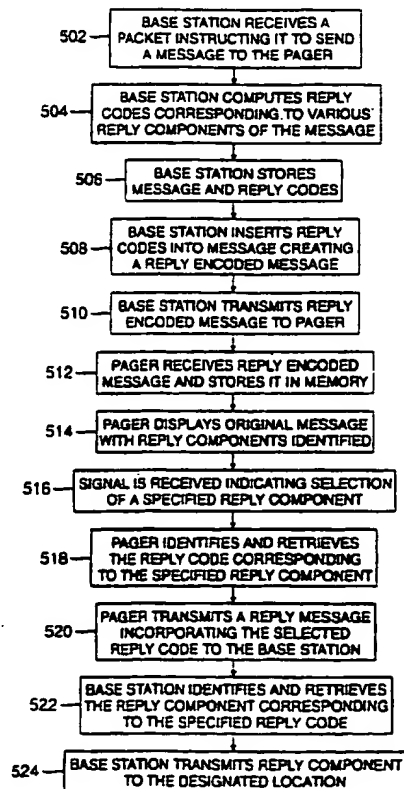 502
BASE STATION RECEIVES A
PACKET INSTRUCTING IT TO SEND
A MESSAGE TO THE PAGER
504
BASE STATION COMPUTES REPLY
CODES CORRESPONDING TO VARIOUS
REPLY COMPONENTS OF THE MESSAGE
506
BASE STATION STORES
MESSAGE AND REPLY CODES
508
BASE STATION INSERTS REPLY
CODES INTO MESSAGE CREATING
A REPLY ENCODED MESSAGE
510
BASE STATION TRANSMITS REPLY
ENCODED MESSAGE TO PAGER
512
PAGER RECEIVES REPLY ENCODED
MESSAGE AND STORES IT IN MEMORY
514
PAGER DISPLAYS ORIGINAL MESSAGE
WITH REPLY COMPONENTS IDENTIFIED
516
SIGNAL IS RECEIVED INDICATING SELECTION
OF A SPECIFIED REPLY COMPONENT
518
PAGER IDENTIFIES AND RETRIEVES
THE REPLY CODE CORRESPONDING
TO THE SPECIFIED REPLY COMPONENT
520
PAGER TRANSMITS A REPLY MESSAGE
INCORPORATING THE SELECTED
REPLY CODE TO THE BASE STATION
522
BASE STATION IDENTIFIES AND RETRIEVES
THE REPLY COMPONENT CORRESPONDING
TO THE SPECIFIED REPLY CODE
524
BASE STATION TRANSMITS REPLY COMPONENT
TO THE DESIGNATED LOCATION